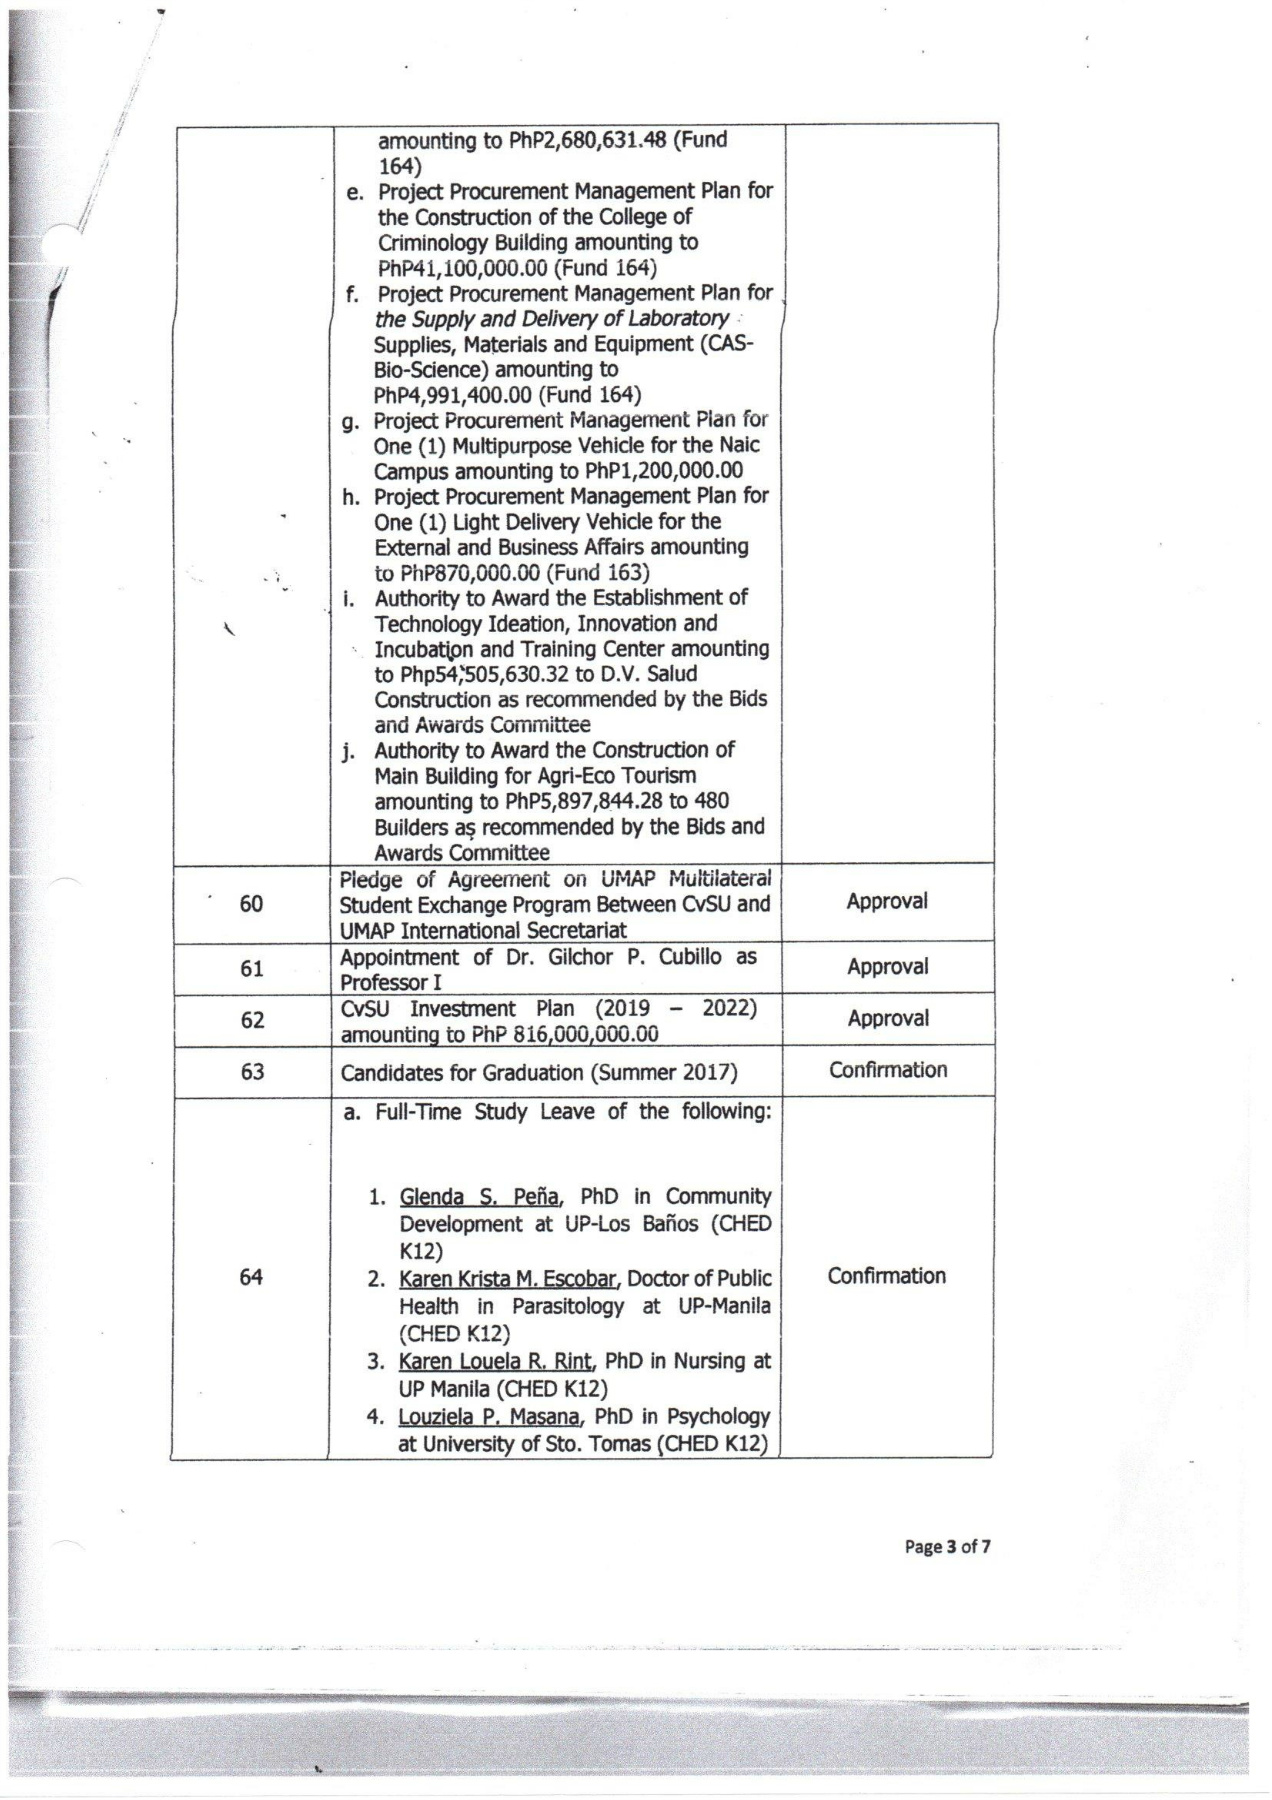 amounting to PhP2,680,631.48 (Fund
164)
e. Project Procurement Management Plan for
the Construction of the College of
Criminology Building amounting to
PhP41,100,000.00 (Fund 164)
f. Project Procurement Management Plan for
the Supply and Delivery of Laboratory
Supplies, Materials and Equipment (CAS-
Bio-Science) amounting to
PhP4,991,400.00 (Fund 164)
g. Project Procurement Management Plan for
One (1) Multipurpose Vehicle for the Naic
Campus amounting to PhP1,200,000.00
h. Project Procurement Management Plan for
One (1) Light Delivery Vehicle for the
External and Business Affairs amounting
to PhP870,000.00 (Fund 163)
i. Authority to Award the Establishment of
Technology Ideation, Innovation and
Incubation and Training Center amounting
to Php54,505,630.32 to D.V. Salud
Construction as recommended by the Bids
and Awards Committee
j. Authority to Award the Construction of
Main Building for Agri-Eco Tourism
amounting to PhP5,897,844.28 to 480
Builders as recommended by the Bids and
Awards Committee
60
Pledge of Agreement on UMAP Multilateral
Student Exchange Program Between CvSU and
UMAP International Secretariat
Approval
61
Appointment of Dr. Gilchor P. Cubillo as
Professor I
Approval
62
CvSU Investment Plan (2019 – 2022)
amounting to PhP 816,000,000.00
Approval
63
Candidates for Graduation (Summer 2017)
Confirmation
64
a. Full-Time Study Leave of the following:
1. Glenda S. Peña, PhD in Community
Development at UP-Los Baños (CHED
K12)
2. Karen Krista M. Escobar, Doctor of Public
Health in Parasitology at UP-Manila
(CHED K12)
3. Karen Louela R. Rint, PhD in Nursing at
UP Manila (CHED K12)
4. Louziela P. Masana, PhD in Psychology
at University of Sto. Tomas (CHED K12)
Confirmation
Page 3 of 7